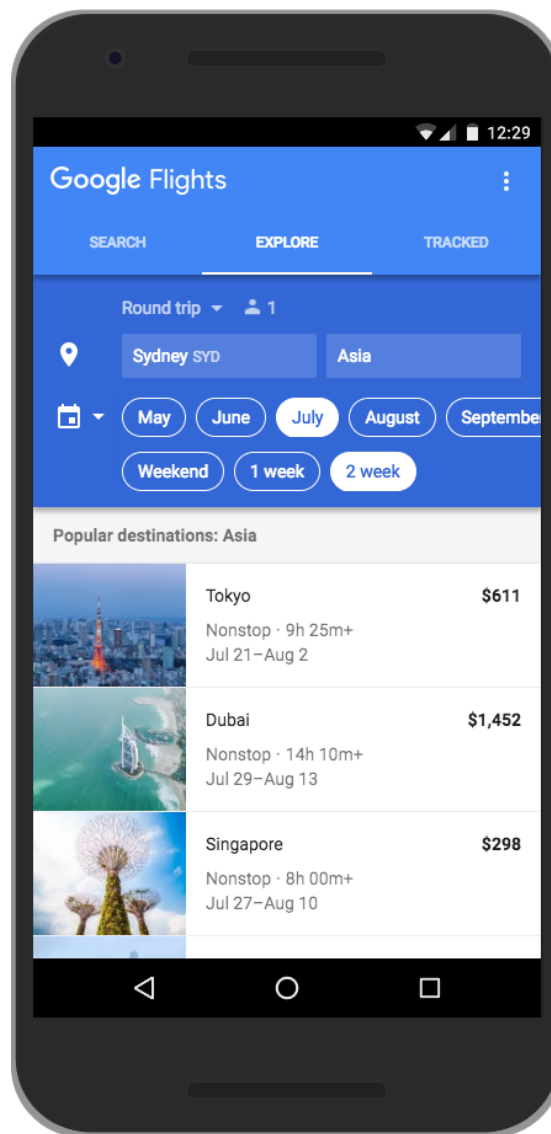 12:29
Google Flights
SEARCH EXPLORE TRACKED
Round trip 1
Sydney SYD Asia
May June July August Septembe
Weekend 1 week 2 week
Popular destinations: Asia
Tokyo $611
Nonstop · 9h 25m+
Jul 21–Aug 2
Dubai $1,452
Nonstop · 14h 10m+
Jul 29–Aug 13
Singapore $298
Nonstop · 8h 00m+
Jul 27–Aug 10